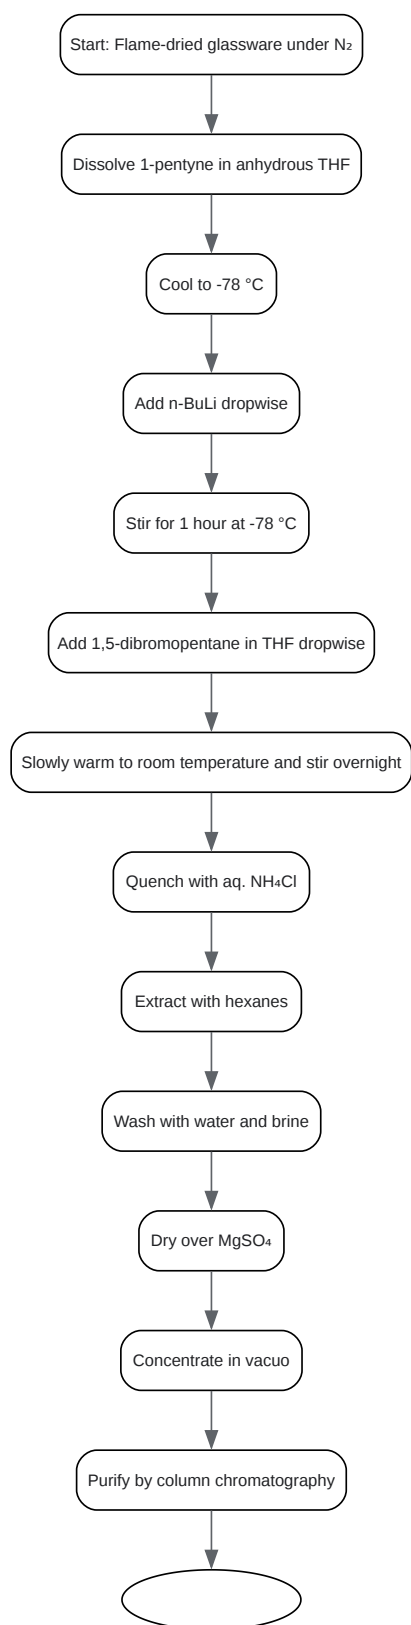 Start: Flame-dried glassware under N₂
Dissolve 1-pentyne in anhydrous THF
Cool to -78 °C
Add n-BuLi dropwise
Stir for 1 hour at -78 °C
Add 1,5-dibromopentane in THF dropwise
Slowly warm to room temperature and stir overnight
Quench with aq. NH₄Cl
Extract with hexanes
Wash with water and brine
Dry over MgSO₄
Concentrate in vacuo
Purify by column chromatography